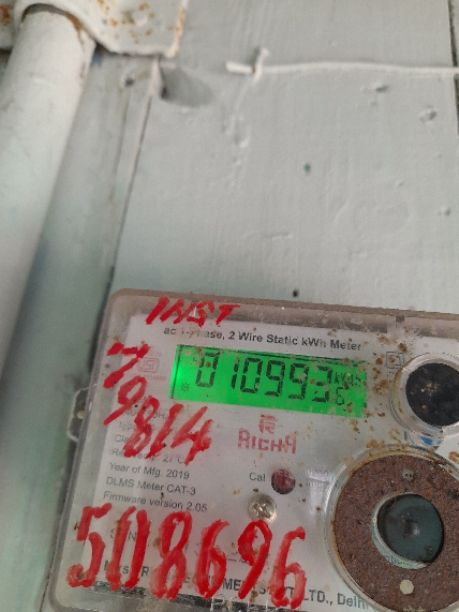 INST
ac 1-Phase, 2 Wire Static kWh Meter
010993
kWh
79814
RICHA
Cal
Year of Mfg. 2019
DLMS Meter CAT-3
Firmware version 2.05
508696
LTD., Delhi